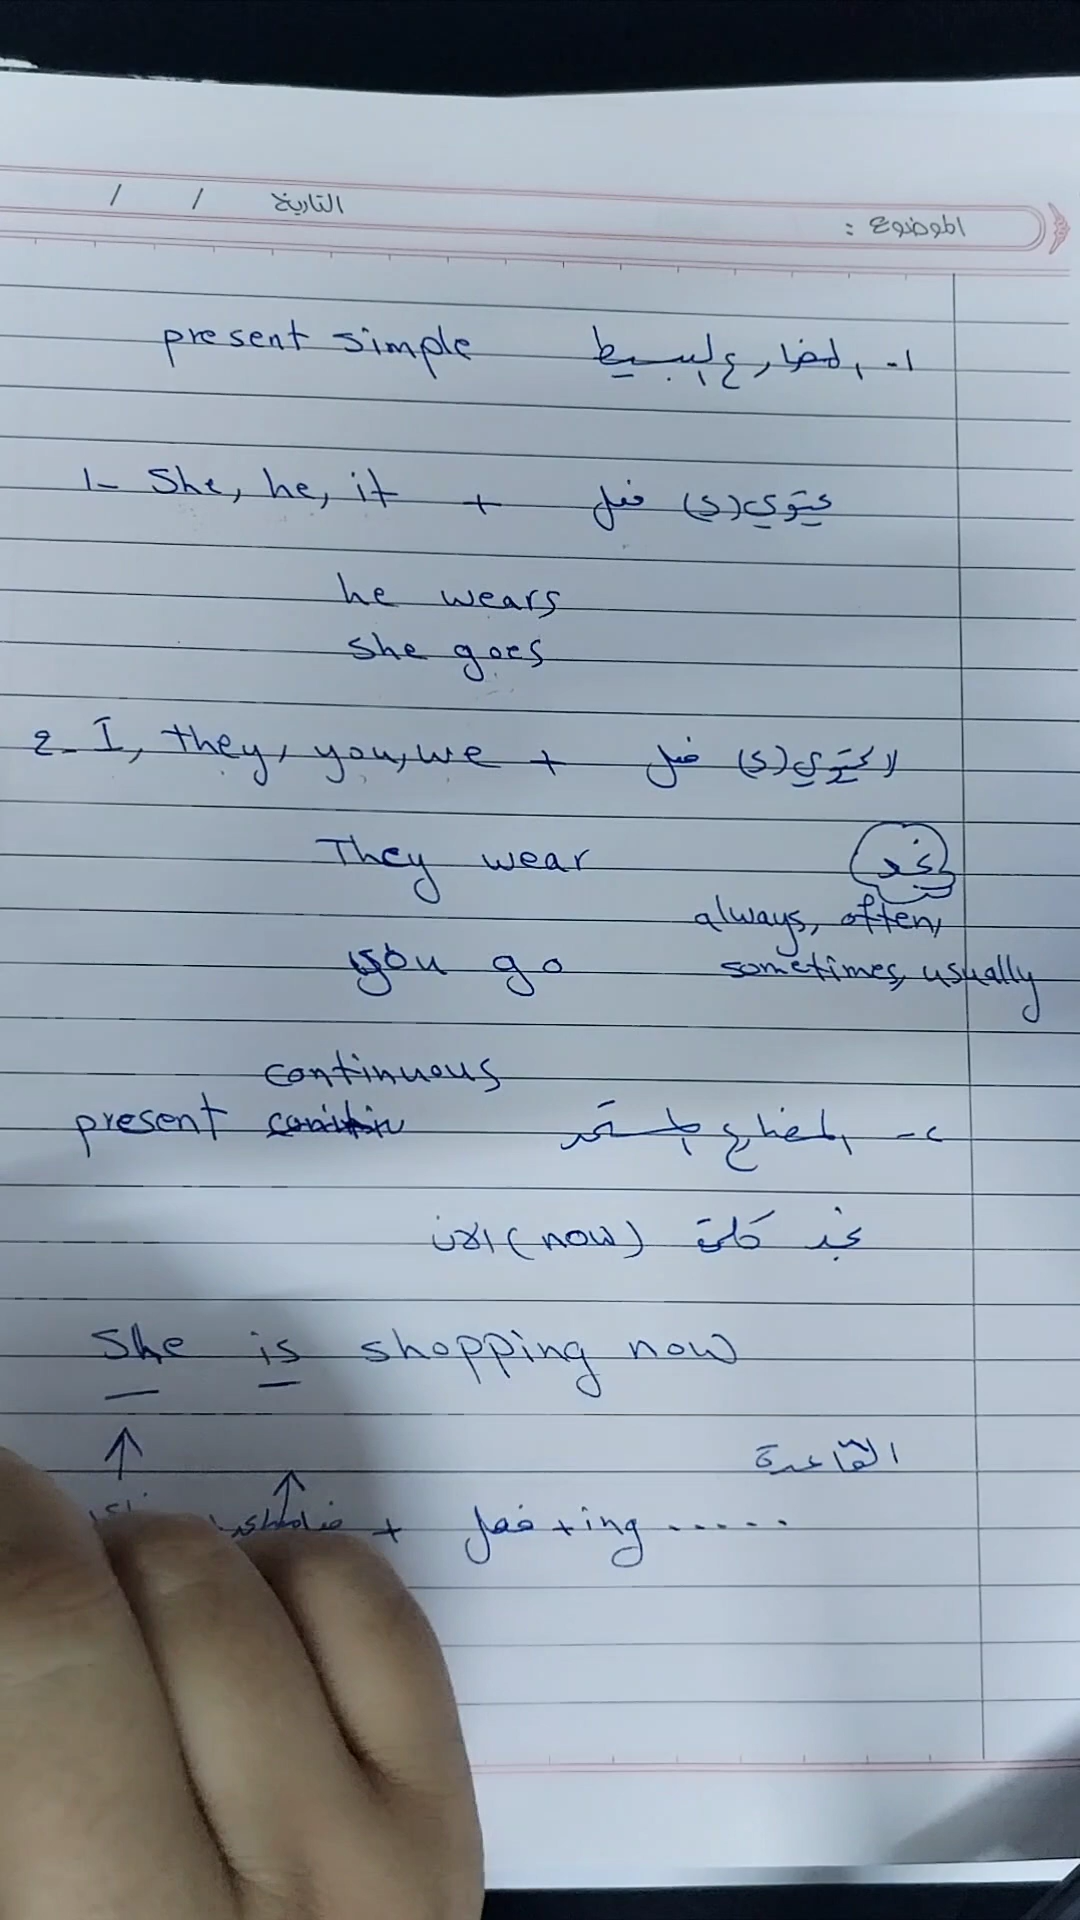 الموضوع :
التاريخ / /
١- المضارع البسيط present simple
1- She, he, it + فعل (s) يحتوي
he wears
she goes
2- I, they, you, we + فعل (s) لا يحتوي
They wear
نجد
always, often,
you go
sometimes, usually
continuous
٢- المضارع المستمر present
نجد كلمة (now) الآن
She is shopping now
القاعدة
+ فعل + ing .....